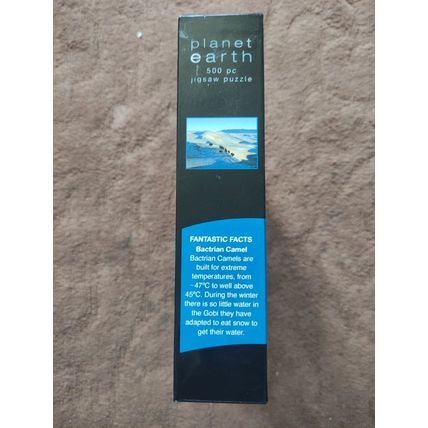 planet
earth
500 pc
jigsaw puzzle
FANTASTIC FACTS
Bactrian Camel
Bactrian Camels are
built for extreme
temperatures, from
−47ºC to well above
45ºC. During the winter
there is so little water in
the Gobi they have
adapted to eat snow to
get their water.